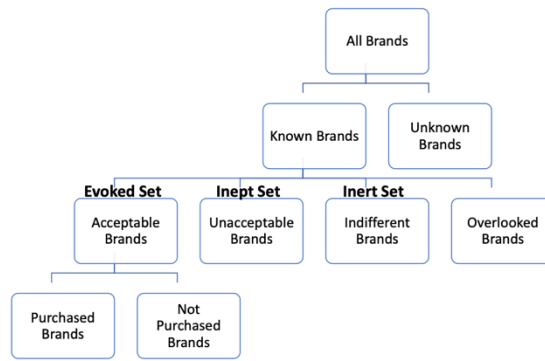 All Brands
Known Brands
Unknown
Brands
Evoked Set
Inept Set
Inert Set
Acceptable
Brands
Unacceptable
Brands
Indifferent
Brands
Overlooked
Brands
Purchased
Brands
Not
Purchased
Brands